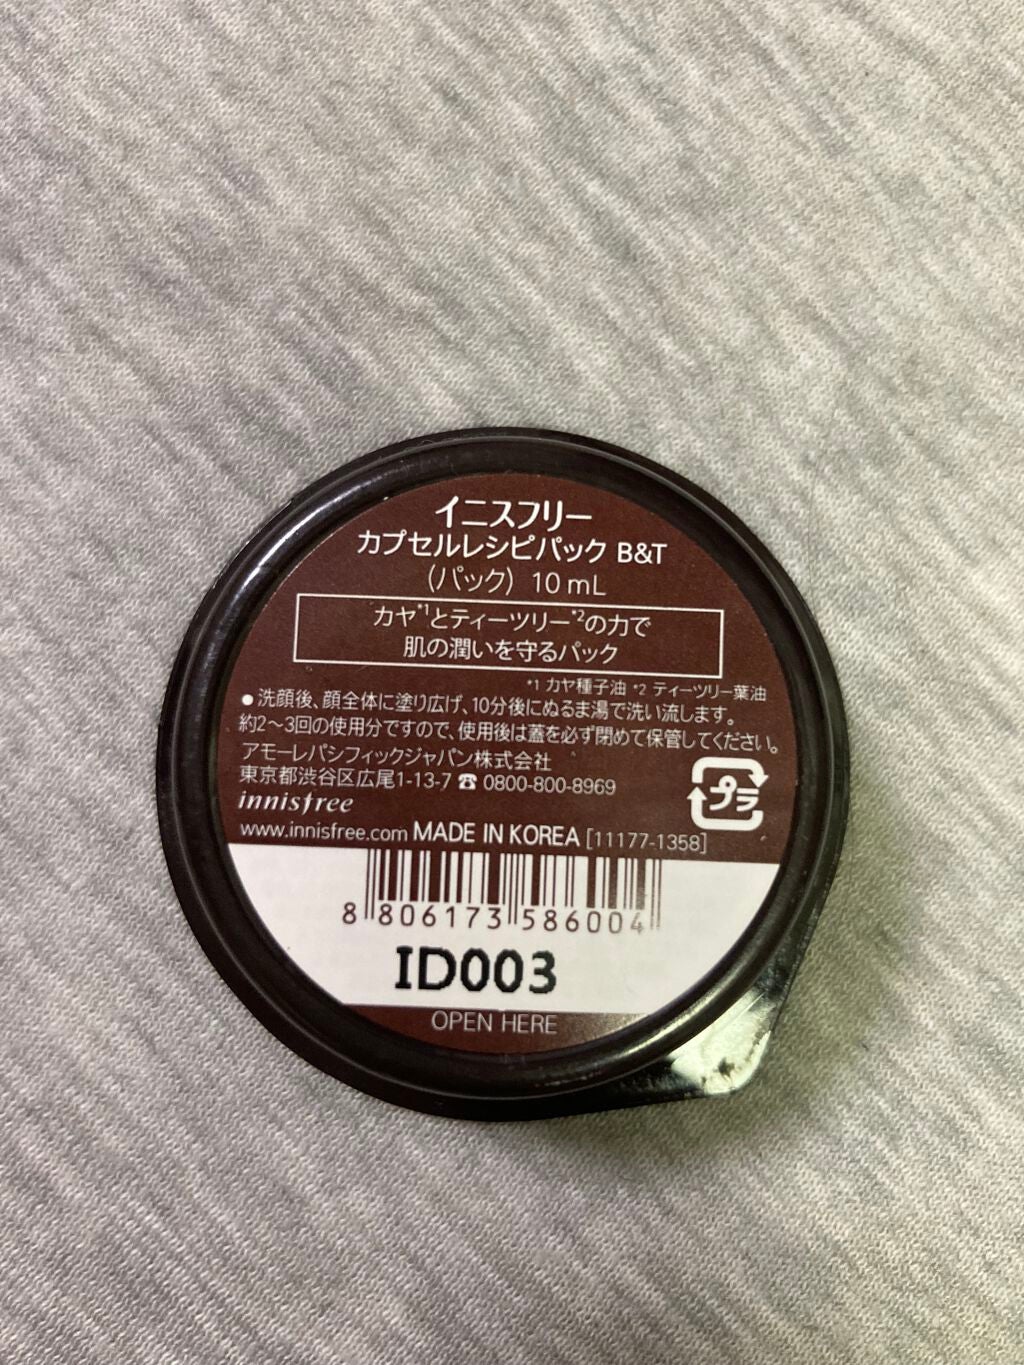 イニスフリー
カプセルレシピパック B&T
(パック) 10 mL
カヤ*1とティーツリー*2の力で
肌の潤いを守るパック
*1 カヤ種子油 *2 ティーツリー葉油
●洗顔後、顔全体に塗り広げ、10分後にぬるま湯で洗い流します。
約2〜3回の使用分ですので、使用後は蓋を必ず閉めて保管してください。
アモーレパシフィックジャパン株式会社
東京都渋谷区広尾1-13-7 ☎ 0800-800-8969
プラ
innisfree
www.innisfree.com MADE IN KOREA [11177-1358]
8 806173 586004
ID003
OPEN HERE